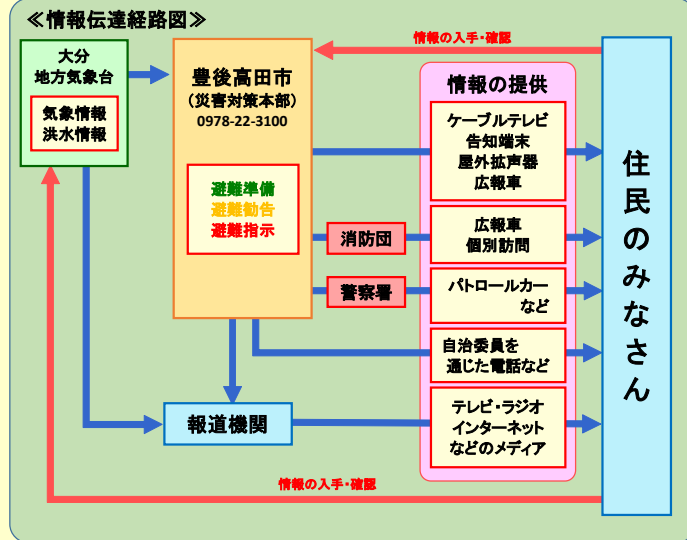 ≪情報伝達経路図≫
情報の入手・確認
大分
地方気象台
気象情報
洪水情報
豊後高田市
（災害対策本部）
0978-22-3100
避難準備
避難勧告
避難指示
消防団
警察署
報道機関
情報の提供
ケーブルテレビ
告知端末
屋外拡声器
広報車
広報車
個別訪問
パトロールカー
など
自治委員を
通じた電話など
テレビ・ラジオ
インターネット
などのメディア
住民のみなさん
情報の入手・確認